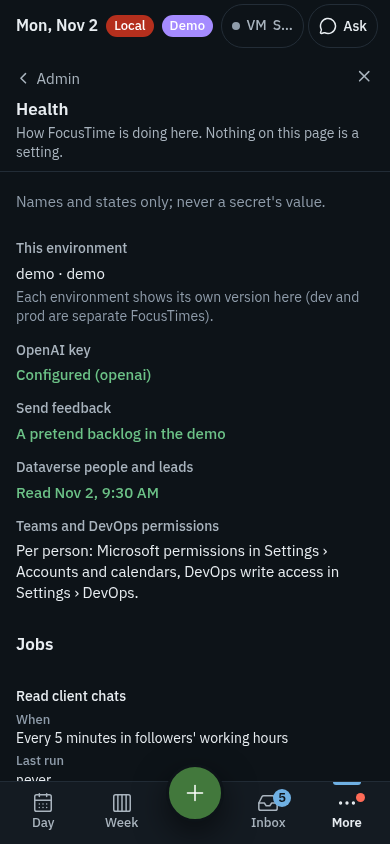 Mon, Nov 2 Local Demo VM S... Ask
Admin
Health
How FocusTime is doing here. Nothing on this page is a
setting.
Names and states only; never a secret's value.
This environment
demo · demo
Each environment shows its own version here (dev and
prod are separate FocusTimes).
OpenAI key
Configured (openai)
Send feedback
A pretend backlog in the demo
Dataverse people and leads
Read Nov 2, 9:30 AM
Teams and DevOps permissions
Per person: Microsoft permissions in Settings ›
Accounts and calendars, DevOps write access in
Settings › DevOps.
Jobs
Read client chats
When
Every 5 minutes in followers' working hours
Last run
never
5
Day Week Inbox More